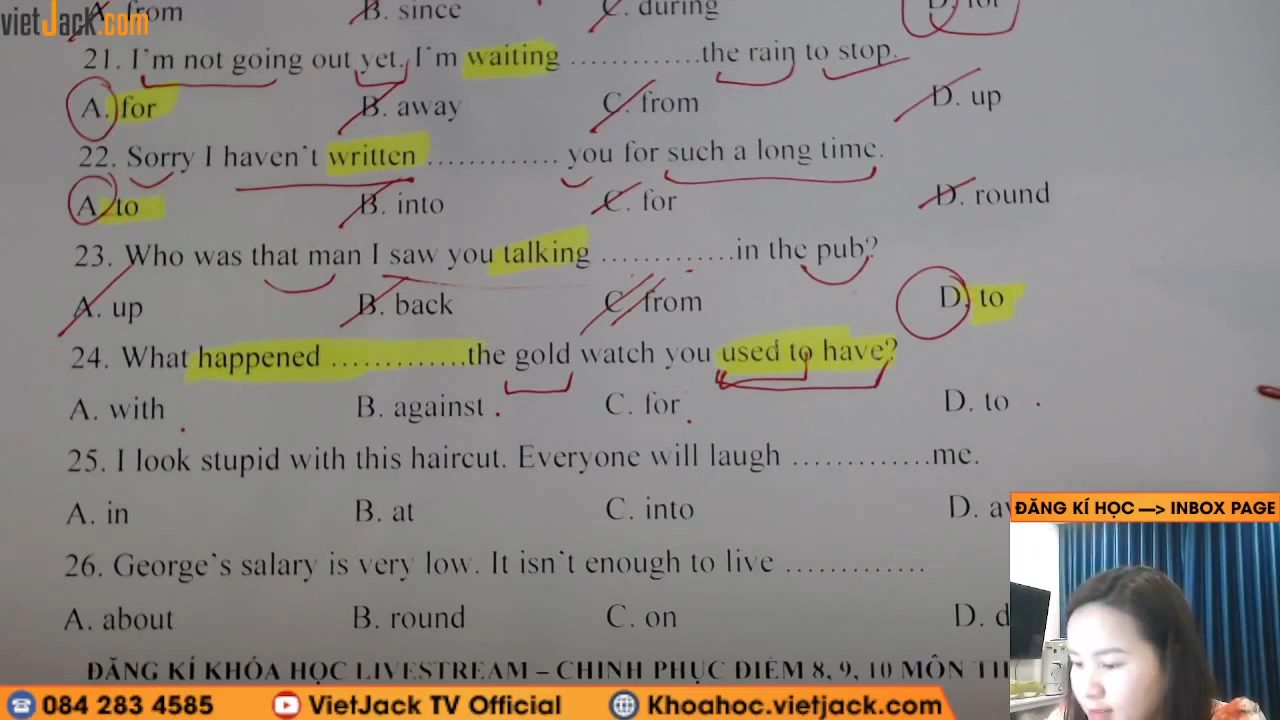 vietJack.com
A. from B. since C. during D. for
21. I'm not going out yet. I'm waiting ..............the rain to stop.
A. for B. away C. from D. up
22. Sorry I haven't written .............. you for such a long time.
A. to B. into C. for D. round
23. Who was that man I saw you talking ..............in the pub?
A. up B. back C. from D. to
24. What happened ..............the gold watch you used to have?
A. with B. against C. for D. to
25. I look stupid with this haircut. Everyone will laugh ..............me.
A. in B. at C. into D.
26. George's salary is very low. It isn't enough to live ..............
A. about B. round C. on D.
ĐĂNG KÍ KHÓA HỌC LIVESTREAM – CHINH PHỤC ĐIỂM 8, 9, 10 MÔN
ĐĂNG KÍ HỌC —> INBOX PAGE
084 283 4585 VietJack TV Official Khoahoc.vietjack.com